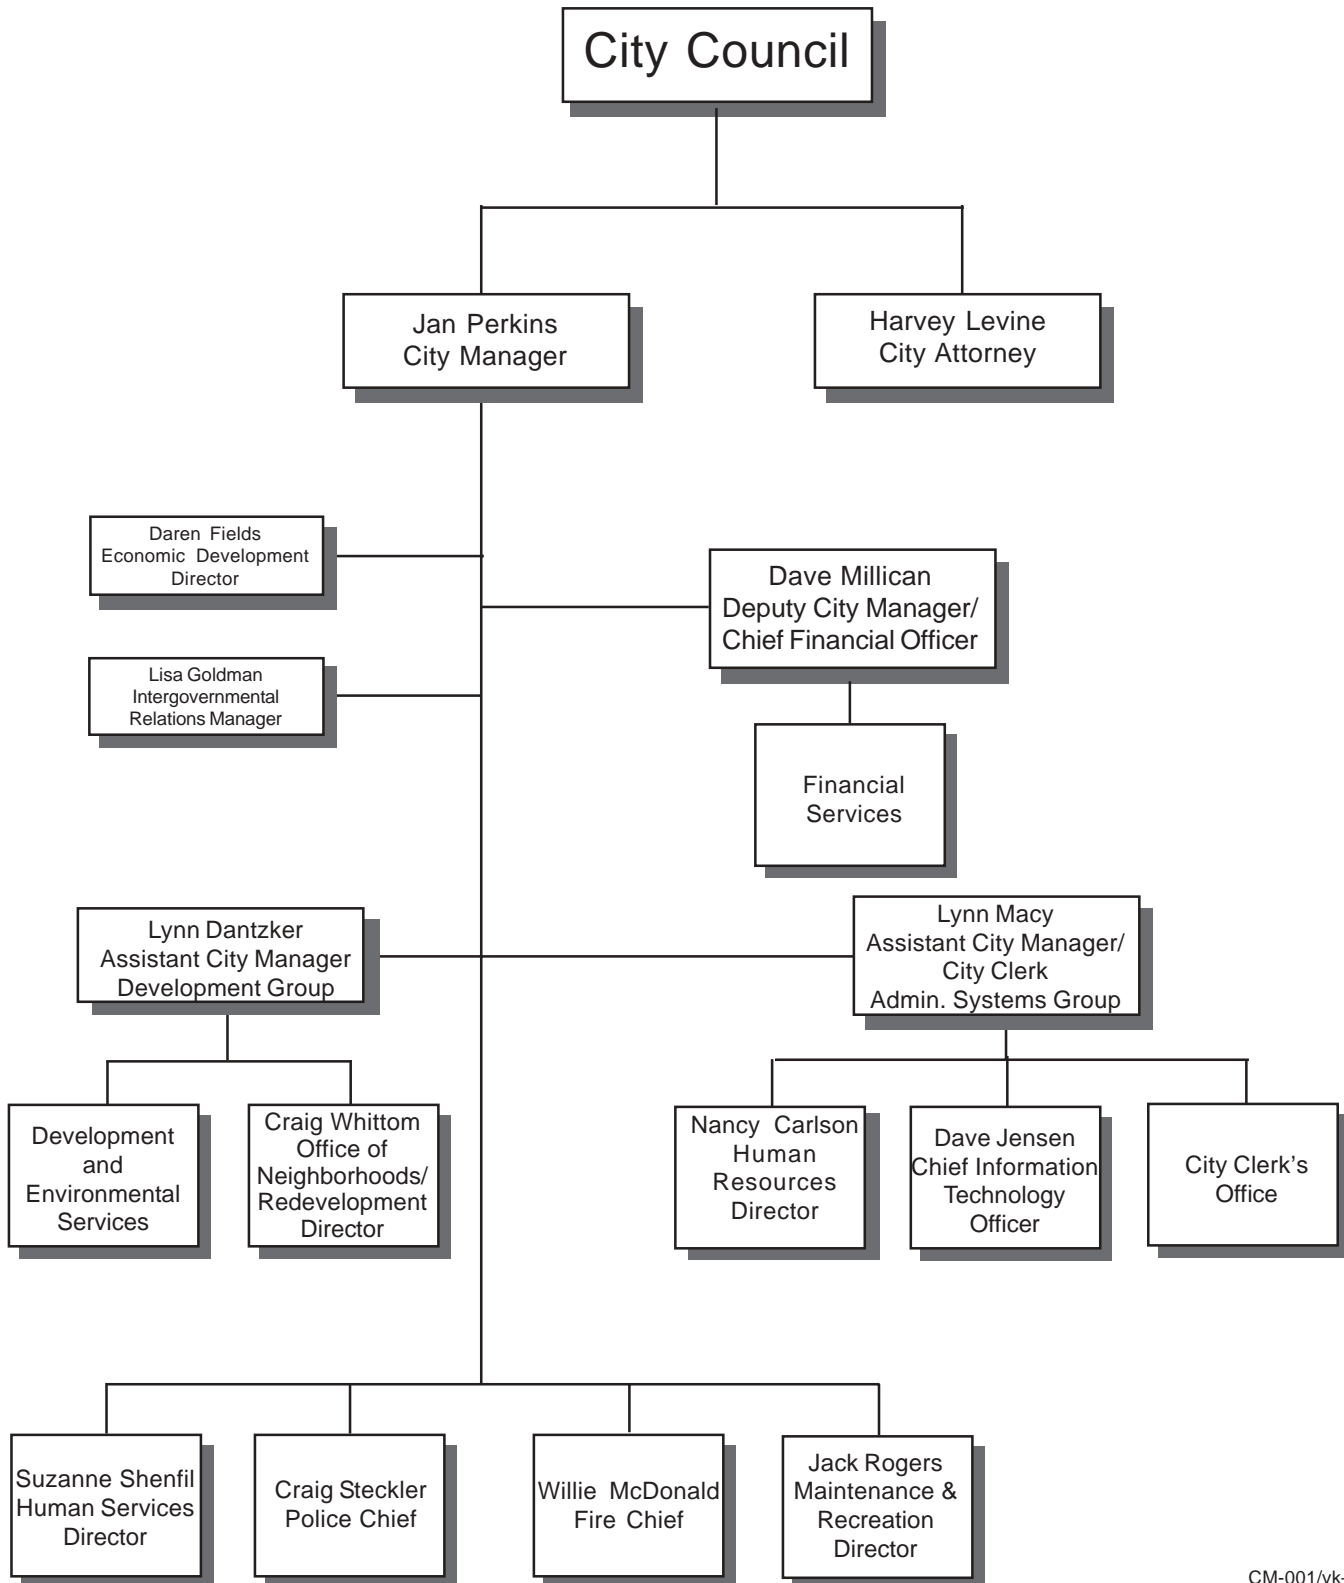 City Council
Jan Perkins
City Manager
Harvey Levine
City Attorney
Daren Fields
Economic Development
Director
Dave Millican
Deputy City Manager/
Chief Financial Officer
Lisa Goldman
Intergovernmental
Relations Manager
Financial
Services
Lynn Dantzker
Assistant City Manager
Development Group
Lynn Macy
Assistant City Manager/
City Clerk
Admin. Systems Group
Development
and
Environmental
Services
Craig Whittom
Office of
Neighborhoods/
Redevelopment
Director
Nancy Carlson
Human
Resources
Director
Dave Jensen
Chief Information
Technology
Officer
City Clerk's
Office
Suzanne Shenfil
Human Services
Director
Craig Steckler
Police Chief
Willie McDonald
Fire Chief
Jack Rogers
Maintenance &
Recreation
Director
CM-001/vk-